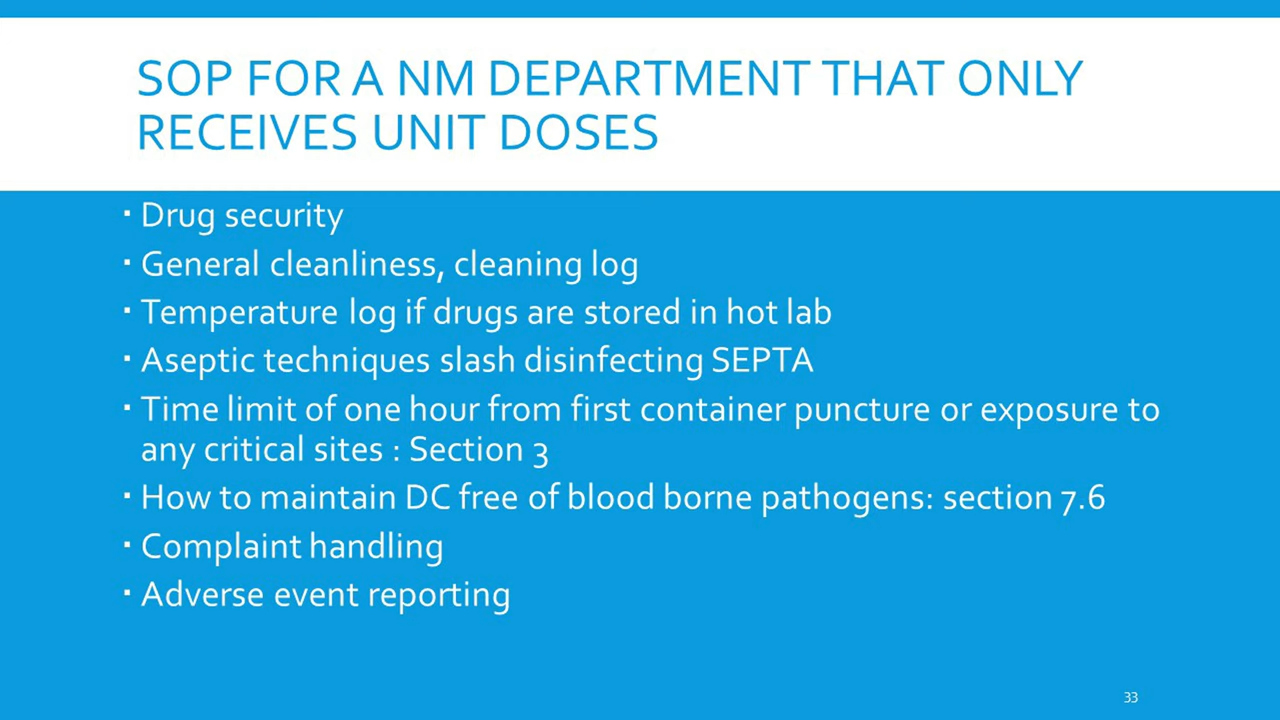 SOP FOR A NM DEPARTMENT THAT ONLY
RECEIVES UNIT DOSES
▪ Drug security
▪ General cleanliness, cleaning log
▪ Temperature log if drugs are stored in hot lab
▪ Aseptic techniques slash disinfecting SEPTA
▪ Time limit of one hour from first container puncture or exposure to
any critical sites : Section 3
▪ How to maintain DC free of blood borne pathogens: section 7.6
▪ Complaint handling
▪ Adverse event reporting
33